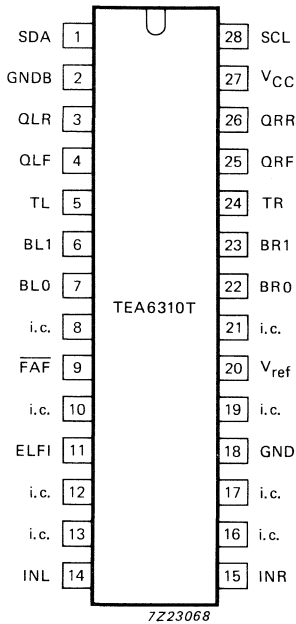 SDA 1 28 SCL
GNDB 2 27 VCC
QLR 3 26 QRR
QLF 4 25 QRF
TL 5 24 TR
BL1 6 23 BR1
BL0 7 22 BR0
TEA6310T
i.c. 8 21 i.c.
F̅A̅F̅ 9 20 Vref
i.c. 10 19 i.c.
ELFI 11 18 GND
i.c. 12 17 i.c.
i.c. 13 16 i.c.
INL 14 15 INR
7Z23068